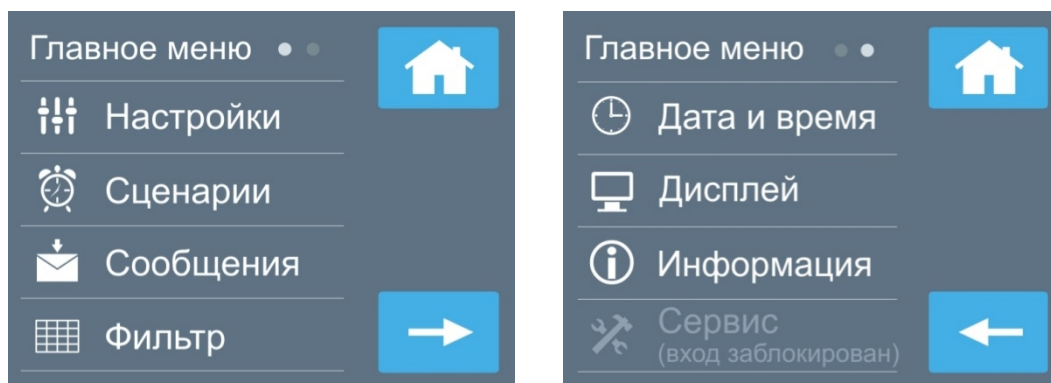 Главное меню
Настройки
Сценарии
Сообщения
Фильтр
Главное меню
Дата и время
Дисплей
Информация
Сервис
(вход заблокирован)